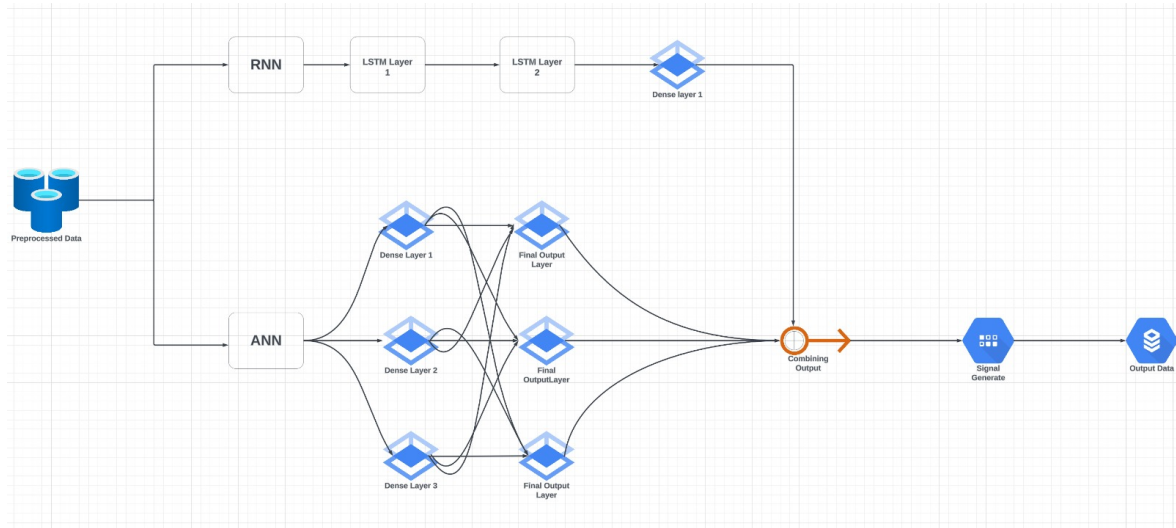 RNN
LSTM Layer
1
LSTM Layer
2
Dense layer 1
Preprocessed Data
Dense Layer 1
Final Output
Layer
ANN
Dense Layer 2
Final
OutputLayer
Combining
Output
Signal
Generate
Output Data
Dense Layer 3
Final Output
Layer